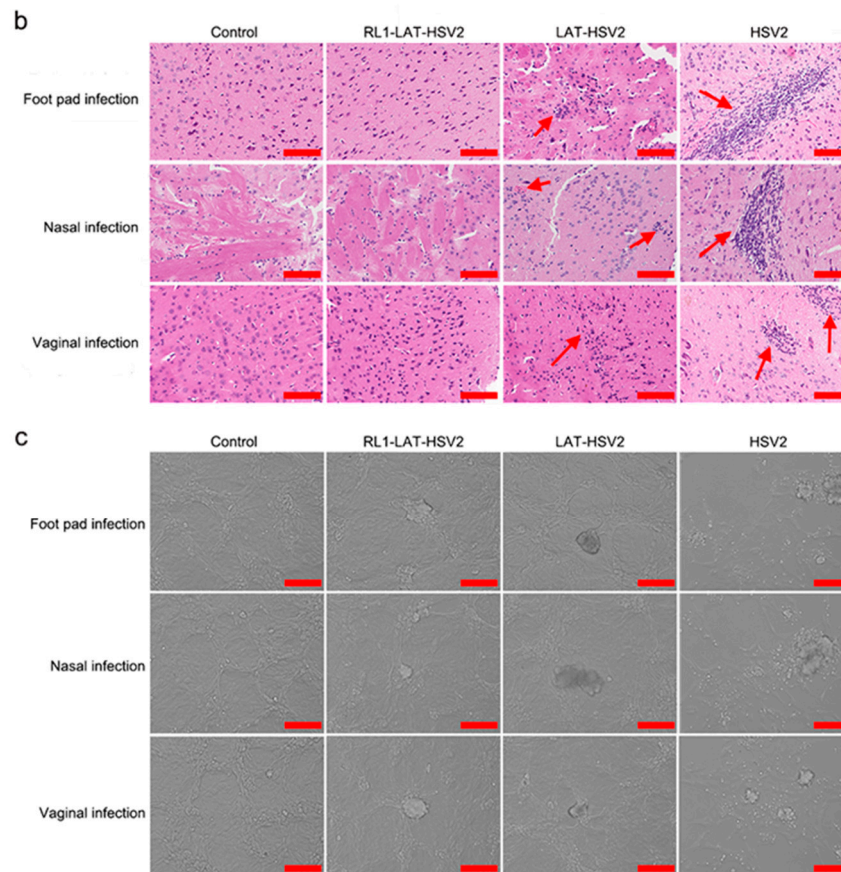 b
Control RL1-LAT-HSV2 LAT-HSV2 HSV2
Foot pad infection
Nasal infection
Vaginal infection
c
Control RL1-LAT-HSV2 LAT-HSV2 HSV2
Foot pad infection
Nasal infection
Vaginal infection